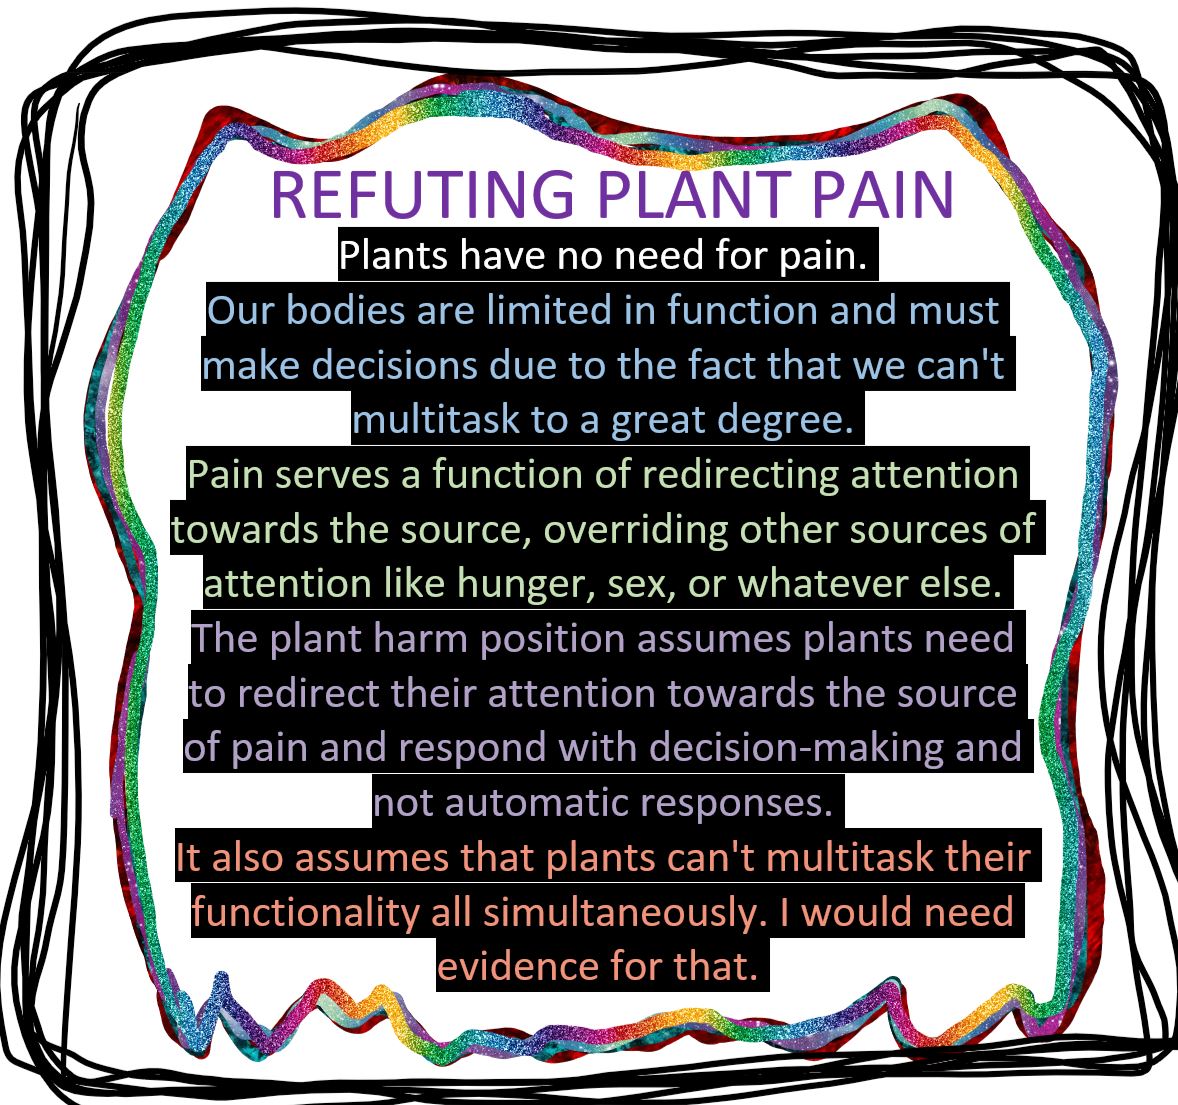 REFUTING PLANT PAIN
Plants have no need for pain.
Our bodies are limited in function and must
make decisions due to the fact that we can't
multitask to a great degree.
Pain serves a function of redirecting attention
towards the source, overriding other sources of
attention like hunger, sex, or whatever else.
The plant harm position assumes plants need
to redirect their attention towards the source
of pain and respond with decision-making and
not automatic responses.
It also assumes that plants can't multitask their
functionality all simultaneously. I would need
evidence for that.